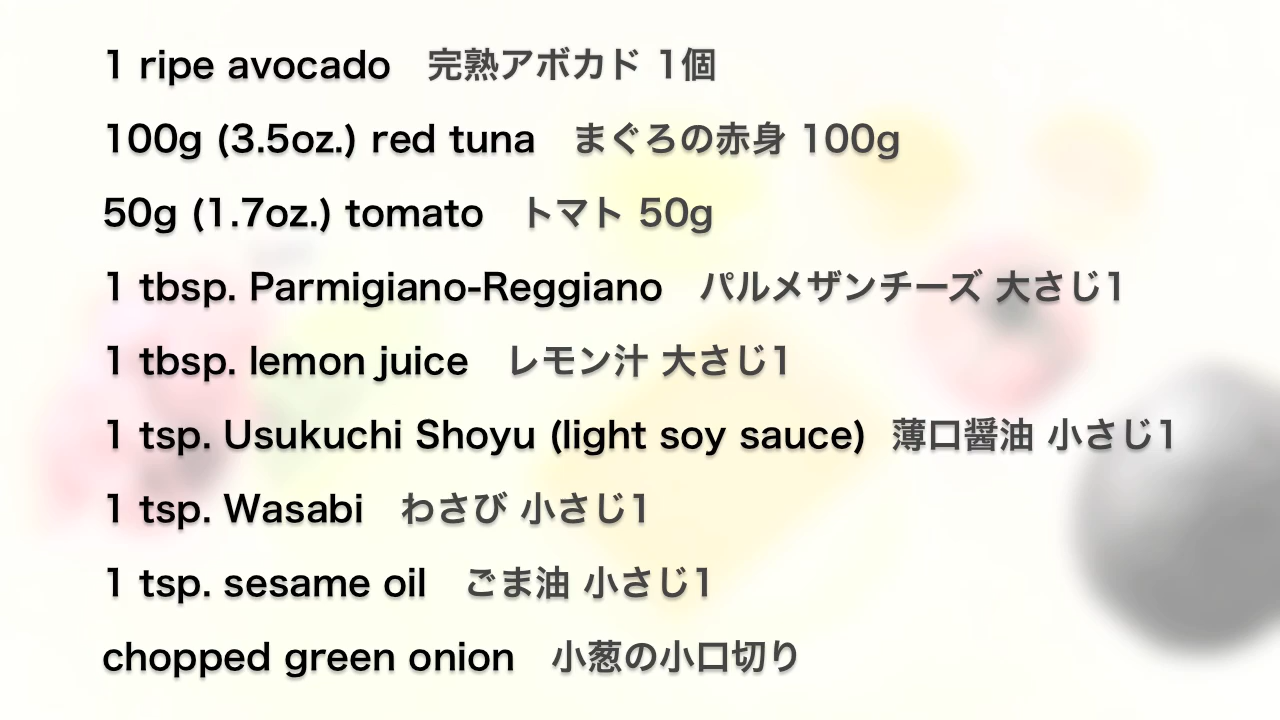 1 ripe avocado 完熟アボカド 1個
100g (3.5oz.) red tuna まぐろの赤身 100g
50g (1.7oz.) tomato トマト 50g
1 tbsp. Parmigiano-Reggiano パルメザンチーズ 大さじ1
1 tbsp. lemon juice レモン汁 大さじ1
1 tsp. Usukuchi Shoyu (light soy sauce) 薄口醤油 小さじ1
1 tsp. Wasabi わさび 小さじ1
1 tsp. sesame oil ごま油 小さじ1
chopped green onion 小葱の小口切り